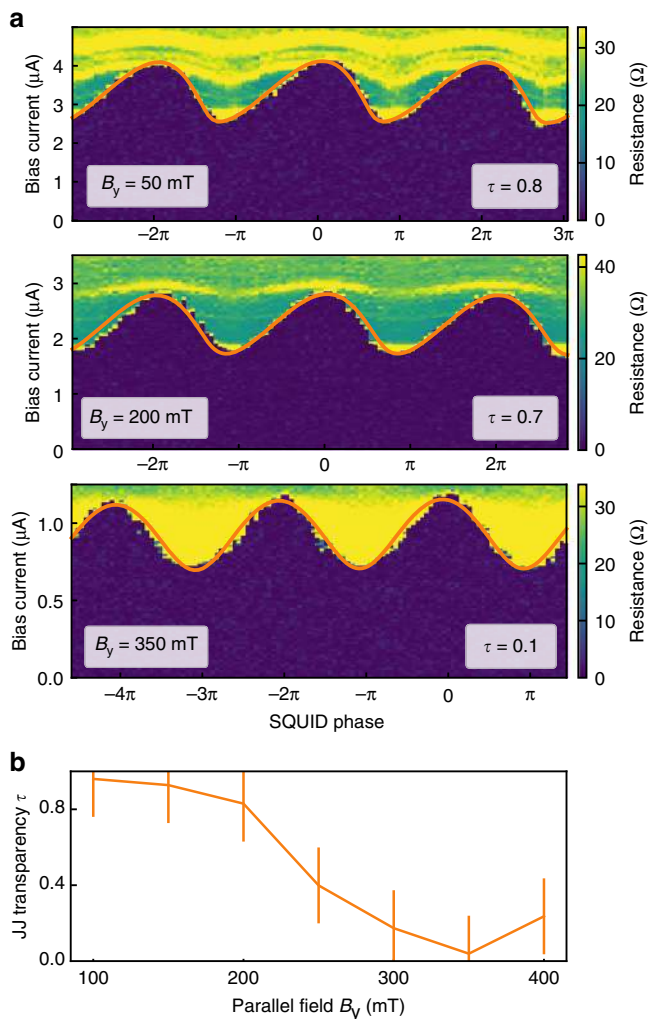 a
Bias current (μA)
4
3
2
1
0
B_y = 50 mT
τ = 0.8
−2π
−π
0
π
2π
3π
30
20
10
0
Resistance (Ω)
Bias current (μA)
3
2
1
0
B_y = 200 mT
τ = 0.7
−2π
−π
0
π
2π
40
20
0
Resistance (Ω)
Bias current (μA)
1.0
0.5
0.0
B_y = 350 mT
τ = 0.1
−4π
−3π
−2π
−π
0
π
SQUID phase
30
20
10
0
Resistance (Ω)
b
JJ transparency τ
0.8
0.4
0.0
100
200
300
400
Parallel field B_y (mT)